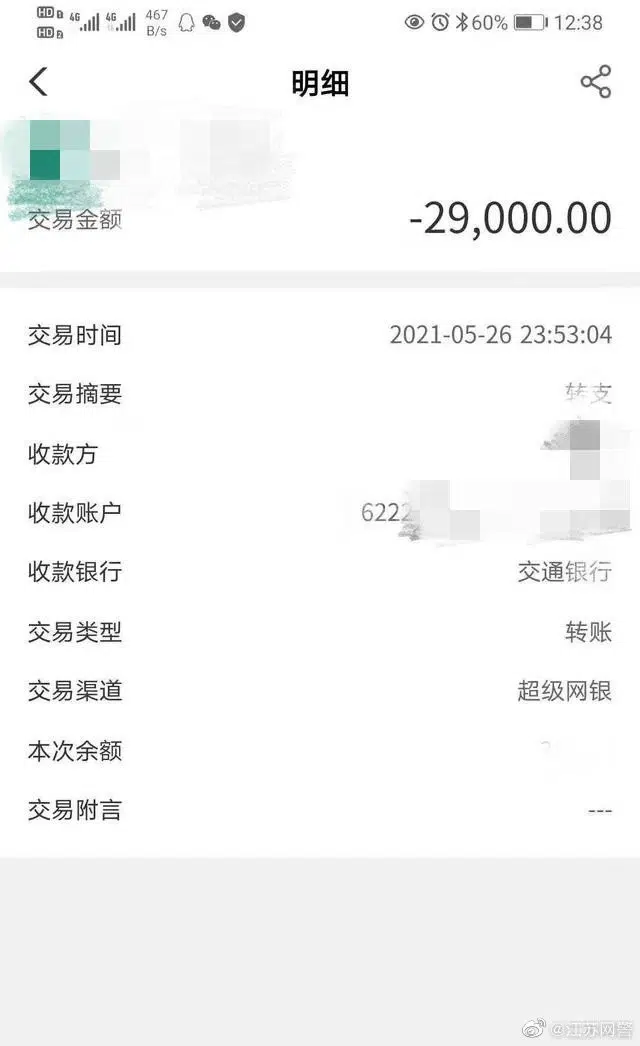 HD 1 4G 4G 467 B/s 60% 12:38
HD 2
明细
交易金额 -29,000.00
交易时间 2021-05-26 23:53:04
交易摘要 转支
收款方
收款账户 6222
收款银行 交通银行
交易类型 转账
交易渠道 超级网银
本次余额
交易附言 ---
@江苏网警